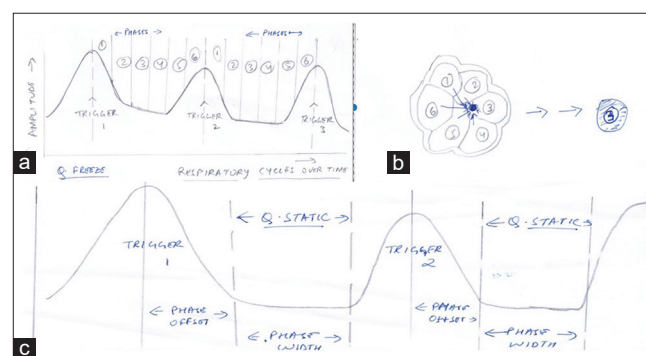 ← PHASES →
← PHASES →
① ② ③ ④ ⑤ ⑥ ① ② ③ ④ ⑤ ⑥
AMPLITUDE →
TRIGGER 1
TRIGGER 2
TRIGGER 3
a
Q. FREEZE
RESPIRATORY CYCLES OVER TIME
① ② ③ ④ ⑤ ⑥
→ → ③
b
← Q. STATIC →
← Q. STATIC →
TRIGGER 1
TRIGGER 2
← PHASE OFFSET →
← PHASE OFFSET →
← PHASE WIDTH →
← PHASE WIDTH →
c